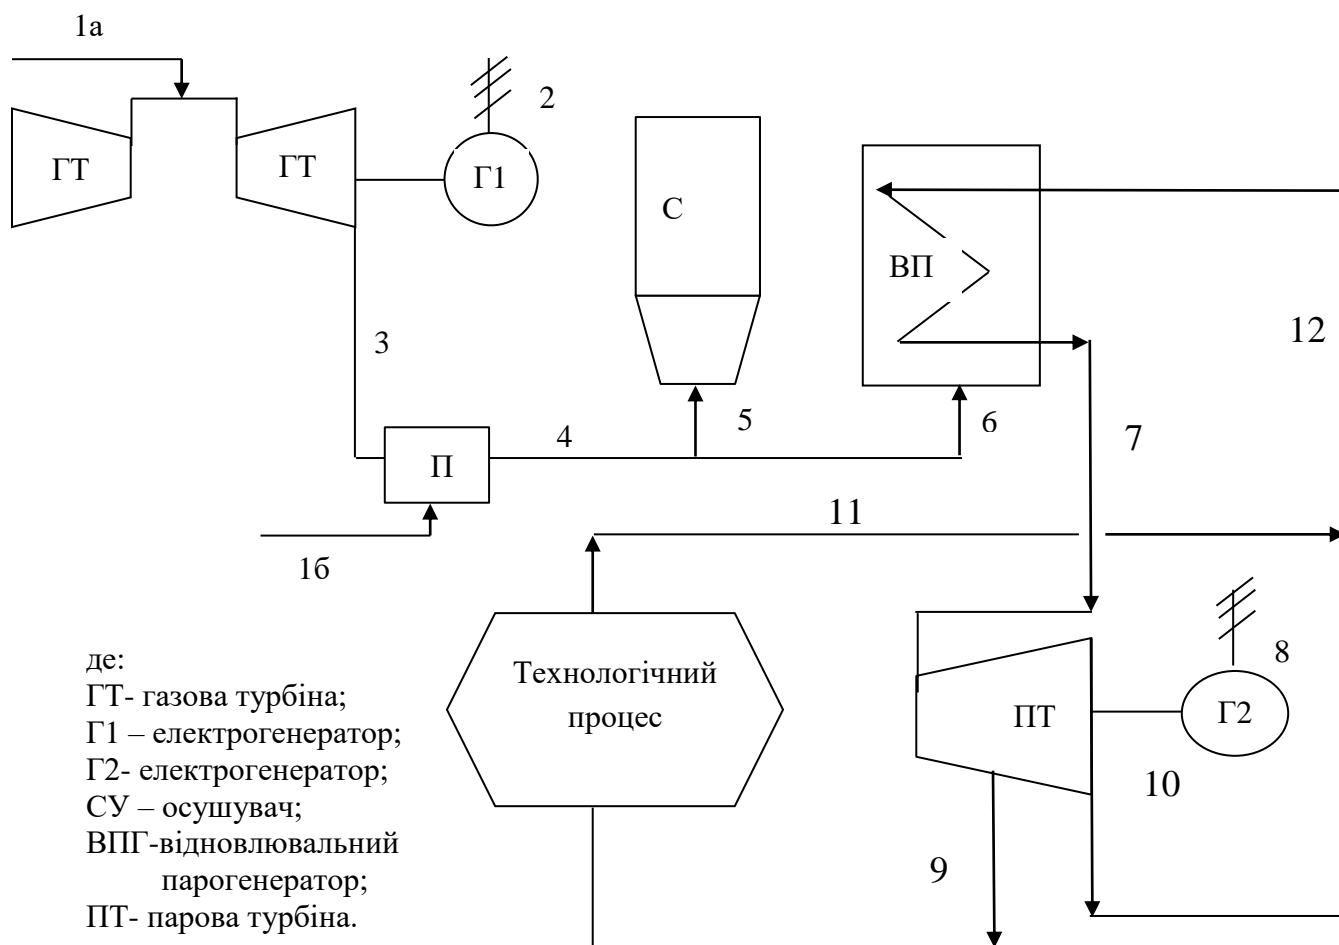 1а
2
ГТ
ГТ
Г1
С
ВП
3
12
5
6
7
4
П
11
1б
Технологічний
процес
8
ПТ
Г2
10
9
де:
ГТ- газова турбіна;
Г1 – електрогенератор;
Г2- електрогенератор;
СУ – осушувач;
ВПГ-відновлювальний
парогенератор;
ПТ- парова турбіна.